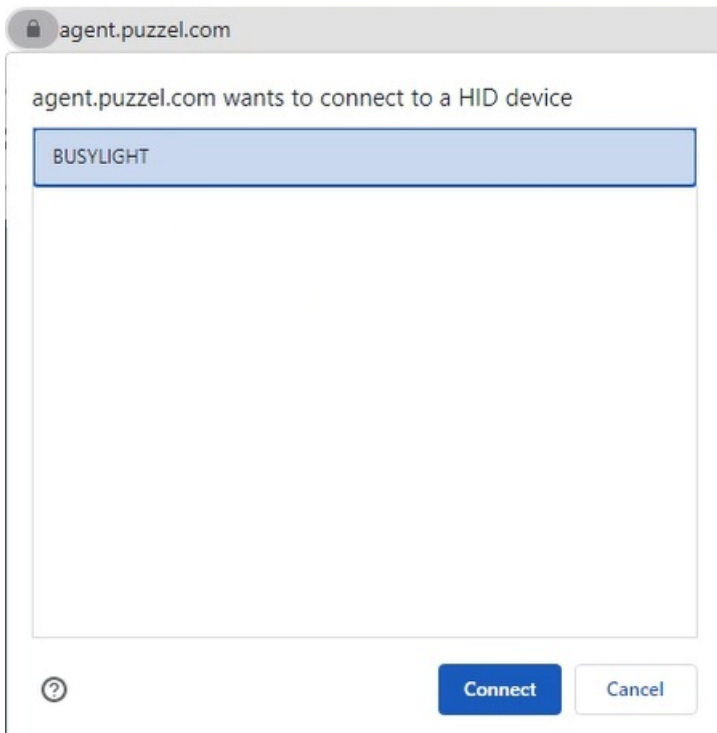 agent.puzzel.com
agent.puzzel.com wants to connect to a HID device
BUSYLIGHT
Connect Cancel